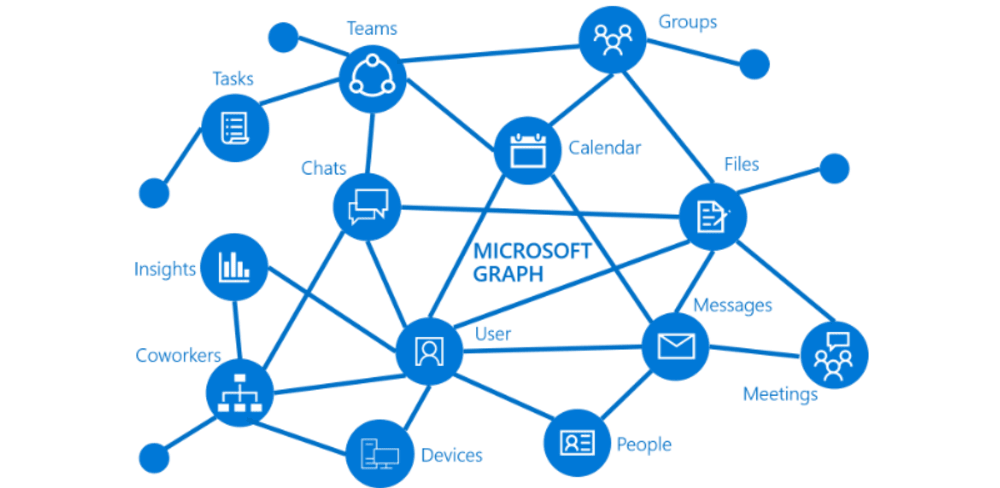 Teams
Groups
Tasks
Calendar
Chats
Files
MICROSOFT
GRAPH
Insights
Messages
User
Coworkers
Meetings
People
Devices